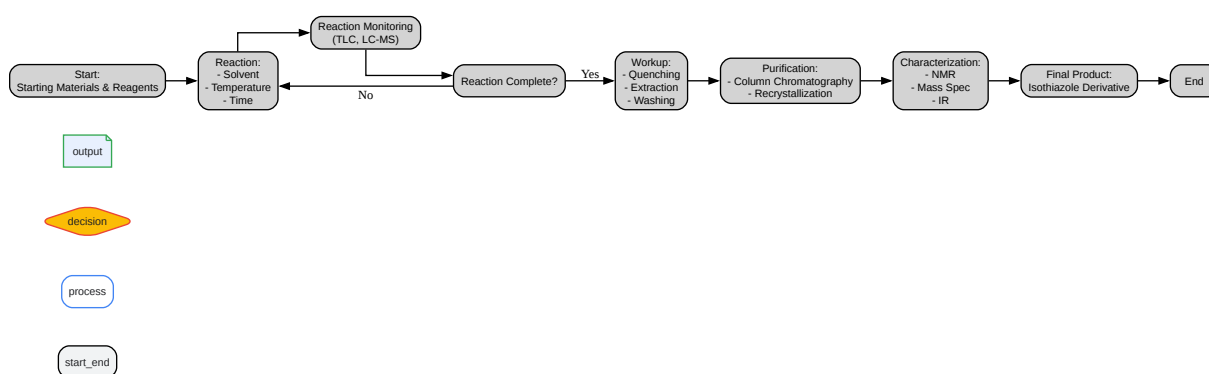 Start:
Starting Materials & Reagents
Reaction:
- Solvent
- Temperature
- Time
Reaction Monitoring
(TLC, LC-MS)
Reaction Complete?
No
Yes
Workup:
- Quenching
- Extraction
- Washing
Purification:
- Column Chromatography
- Recrystallization
Characterization:
- NMR
- Mass Spec
- IR
Final Product:
Isothiazole Derivative
End
output
decision
process
start_end